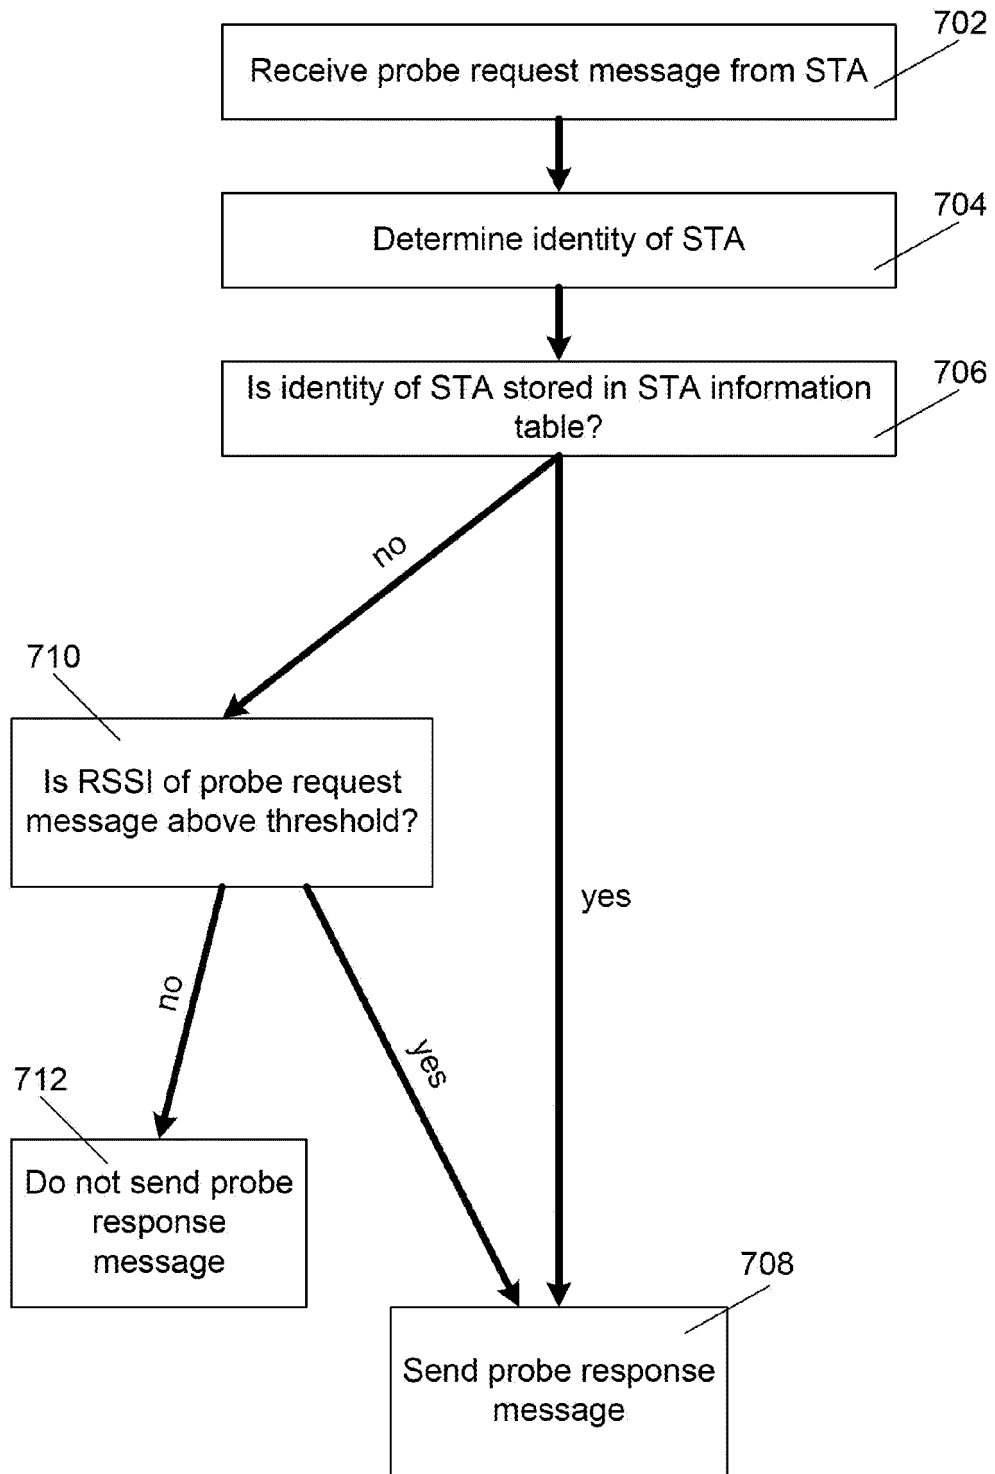 702
Receive probe request message from STA
704
Determine identity of STA
706
Is identity of STA stored in STA information
table?
no
710
Is RSSI of probe request
message above threshold?
yes
no
yes
712
Do not send probe
response
message
708
Send probe response
message